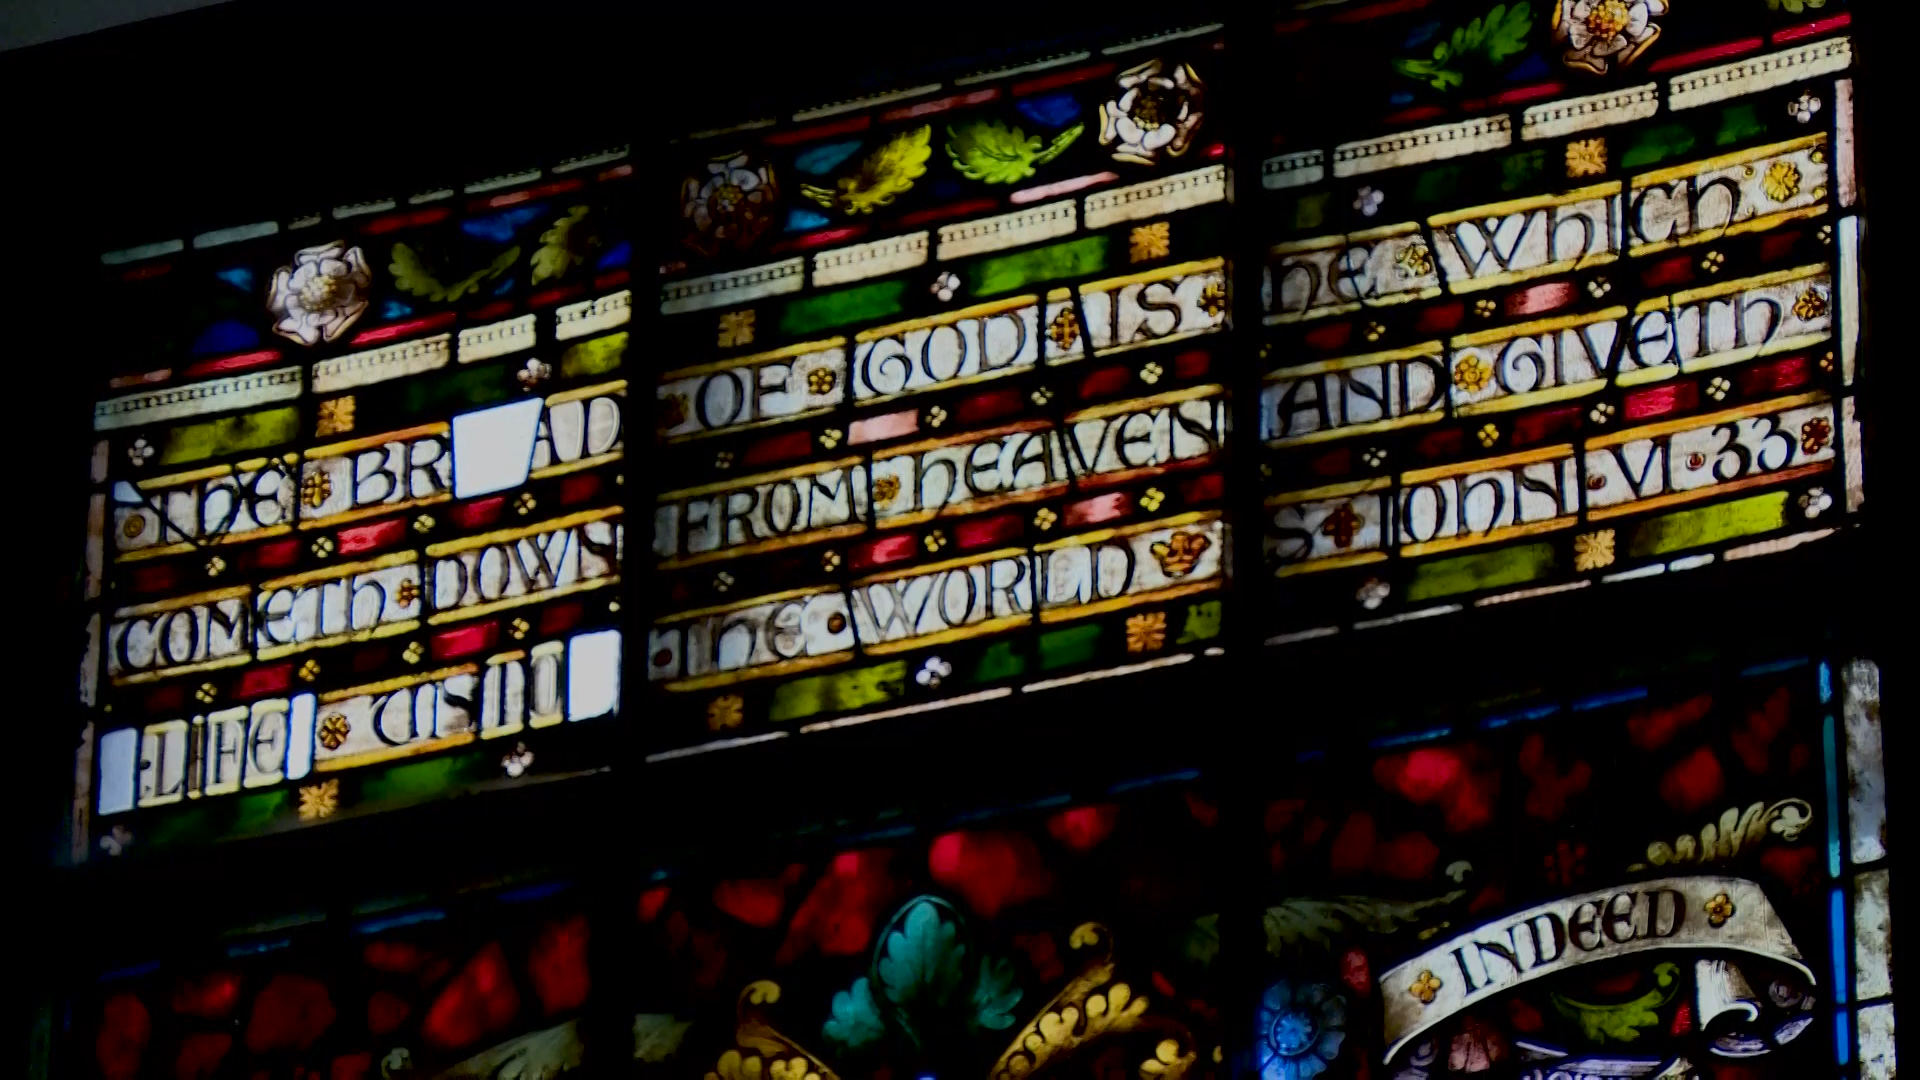 THE BR AD OF GOD IS HE WHICH
COMETH DOWN FROM HEAVEN AND GIVETH
LIFE UNTO THE WORLD S JOHN VI 33
INDEED